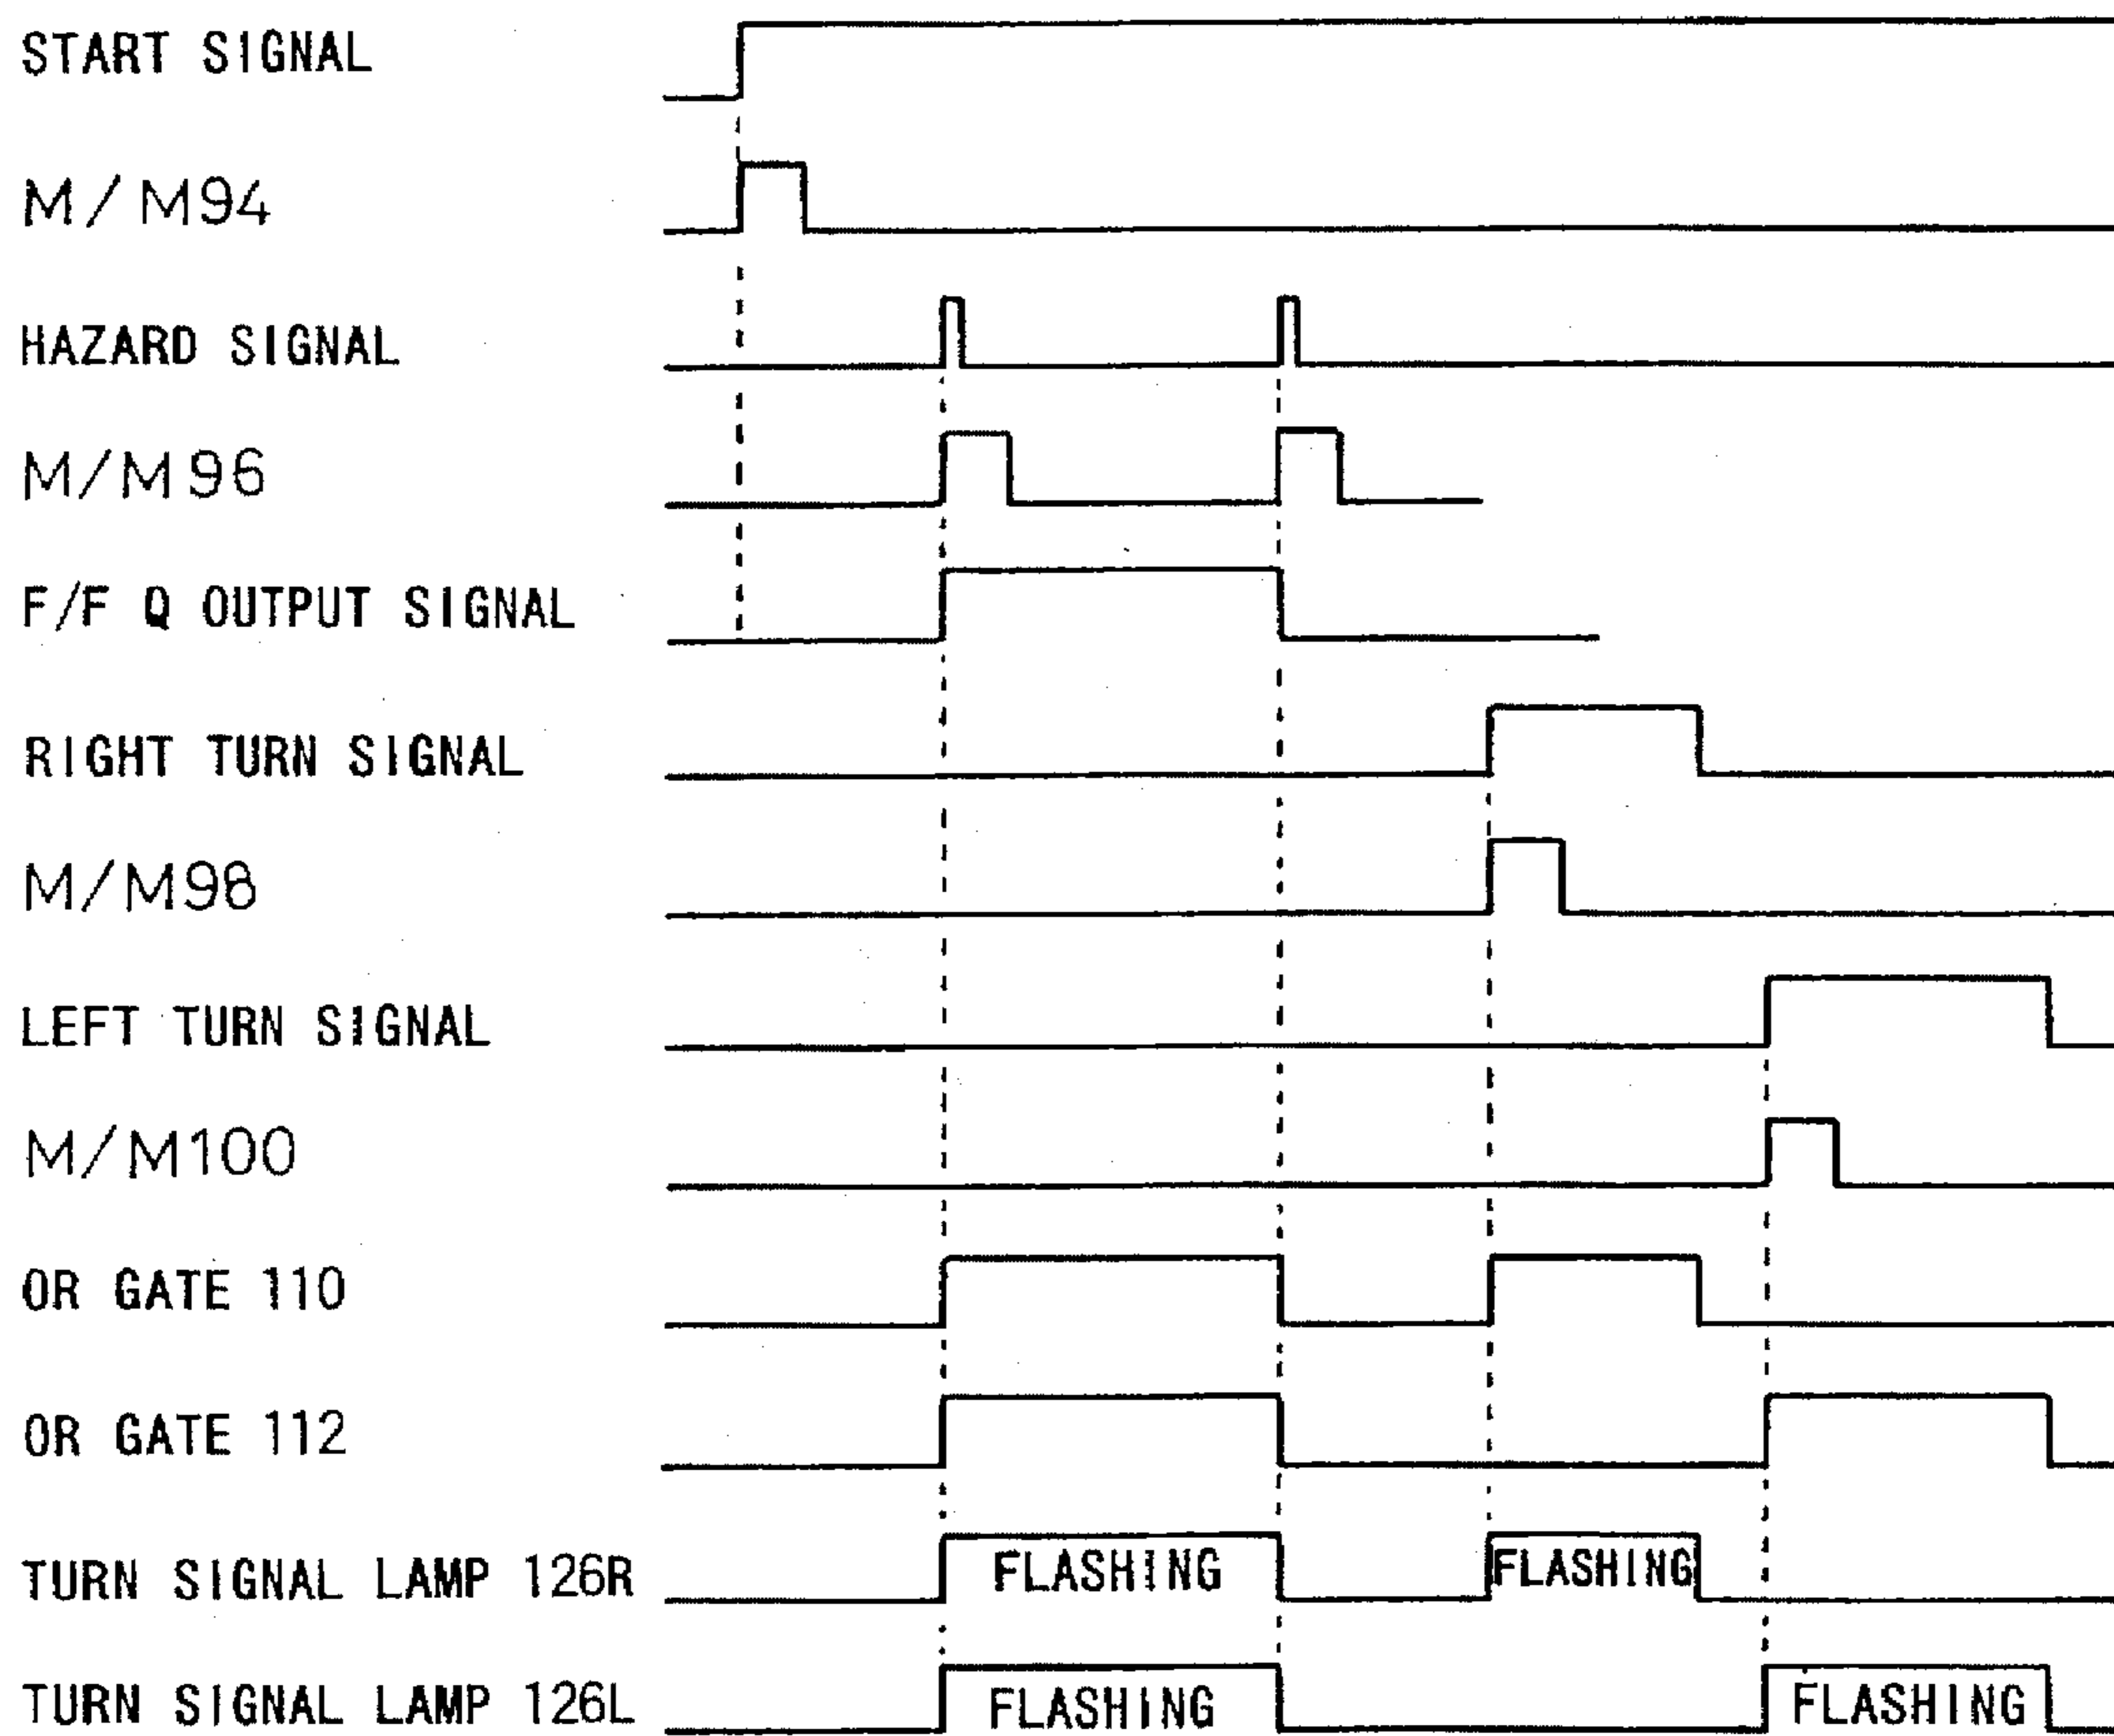 START SIGNAL
M/M94
HAZARD SIGNAL
M/M96
F/F Q OUTPUT SIGNAL
RIGHT TURN SIGNAL
M/M98
LEFT TURN SIGNAL
M/M100
OR GATE 110
OR GATE 112
TURN SIGNAL LAMP 126R FLASHING FLASHING
TURN SIGNAL LAMP 126L FLASHING FLASHING